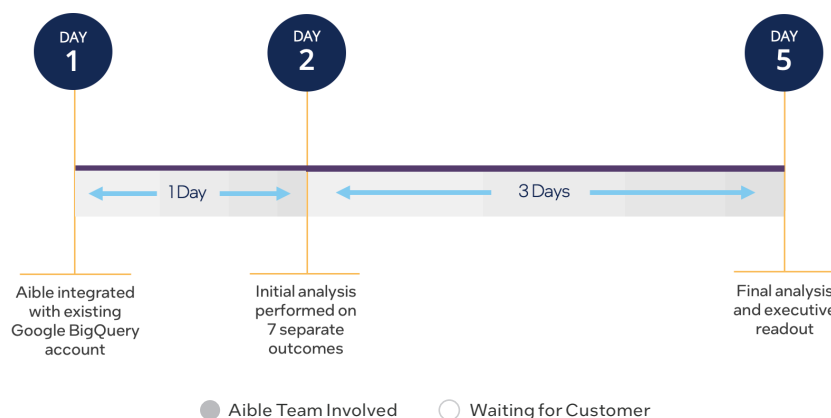 DAY
1
DAY
2
DAY
5
1 Day
3 Days
Aible integrated
with existing
Google BigQuery
account
Initial analysis
performed on
7 separate
outcomes
Final analysis
and executive
readout
Aible Team Involved
Waiting for Customer